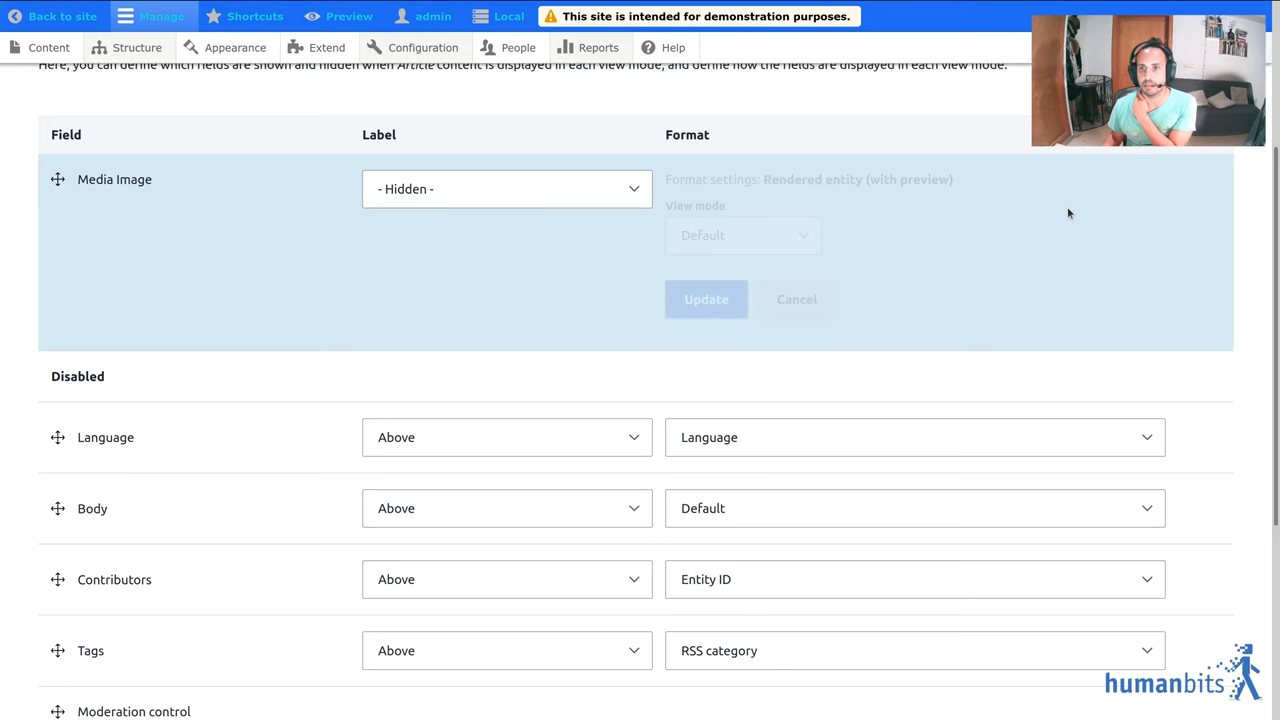 Back to site
Manage
Shortcuts
Preview
admin
Local
This site is intended for demonstration purposes.
Content
Structure
Appearance
Extend
Configuration
People
Reports
Help
Here, you can define which fields are shown and hidden when Article content is displayed in each view mode, and define how the fields are displayed in each view mode.
Field Label Format
Media Image
- Hidden -
Format settings: Rendered entity (with preview)
View mode
Default
Update
Cancel
Disabled
Language Above Language
Body Above Default
Contributors Above Entity ID
Tags Above RSS category
Moderation control
humanbits